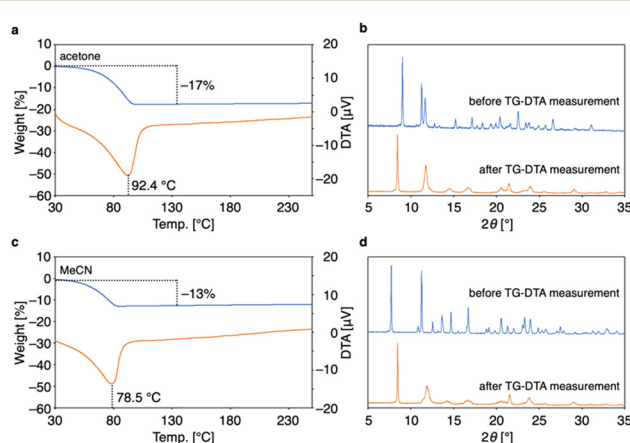 a
acetone
10
0
−10
−20
−30
−40
−50
−60
Weight [%]
−17%
92.4 °C
20
10
0
−10
−20
DTA [µV]
30 80 130 180 230
Temp. [°C]
b
before TG-DTA measurement
after TG-DTA measurement
5 10 15 20 25 30 35
2θ [°]
c
MeCN
10
0
−10
−20
−30
−40
−50
−60
Weight [%]
−13%
78.5 °C
20
10
0
−10
−20
DTA [µV]
30 80 130 180 230
Temp. [°C]
d
before TG-DTA measurement
after TG-DTA measurement
5 10 15 20 25 30 35
2θ [°]